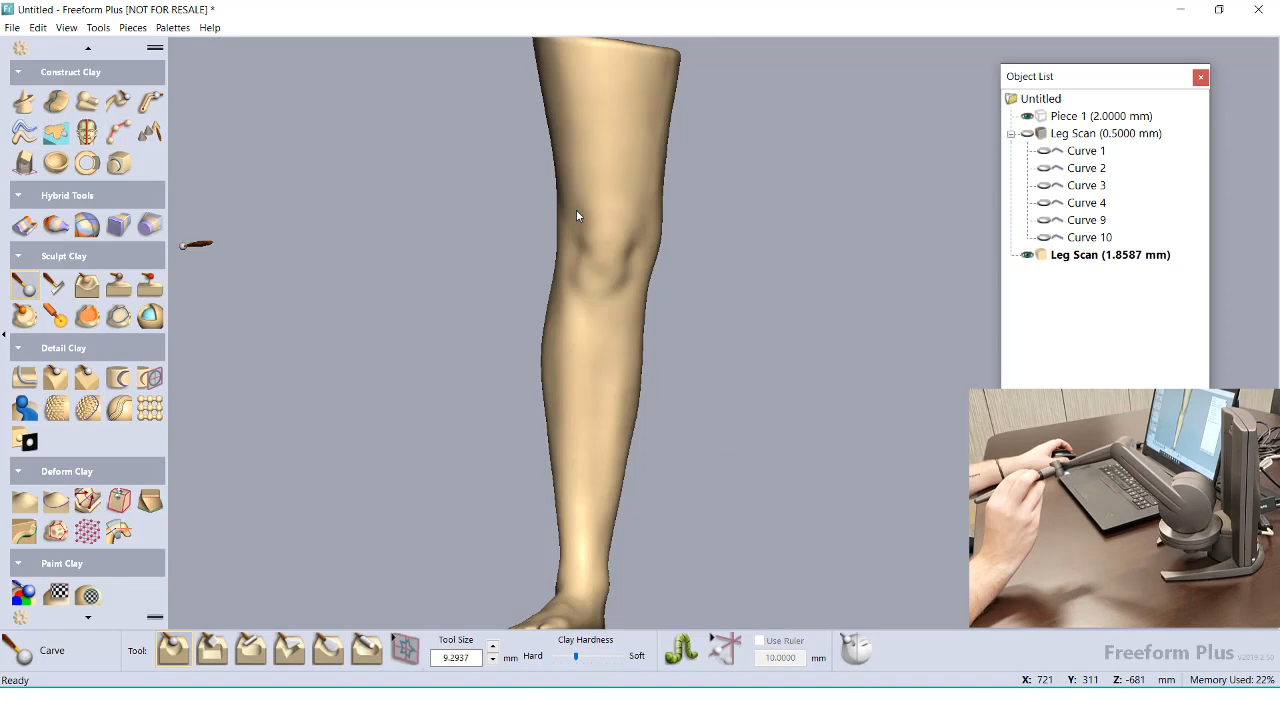 Untitled - Freeform Plus [NOT FOR RESALE] *
File Edit View Tools Pieces Palettes Help
Construct Clay
Hybrid Tools
Sculpt Clay
Detail Clay
Deform Clay
Paint Clay
Object List
Untitled
Piece 1 (2.0000 mm)
Leg Scan (0.5000 mm)
Curve 1
Curve 2
Curve 3
Curve 4
Curve 9
Curve 10
Leg Scan (1.8587 mm)
Carve
Tool:
Tool Size
9.2937 mm
Clay Hardness
Hard Soft
Use Ruler
10.0000 mm
Freeform Plus v2019.2.50
Ready
X: 721 Y: 311 Z: -681 mm Memory Used: 22%